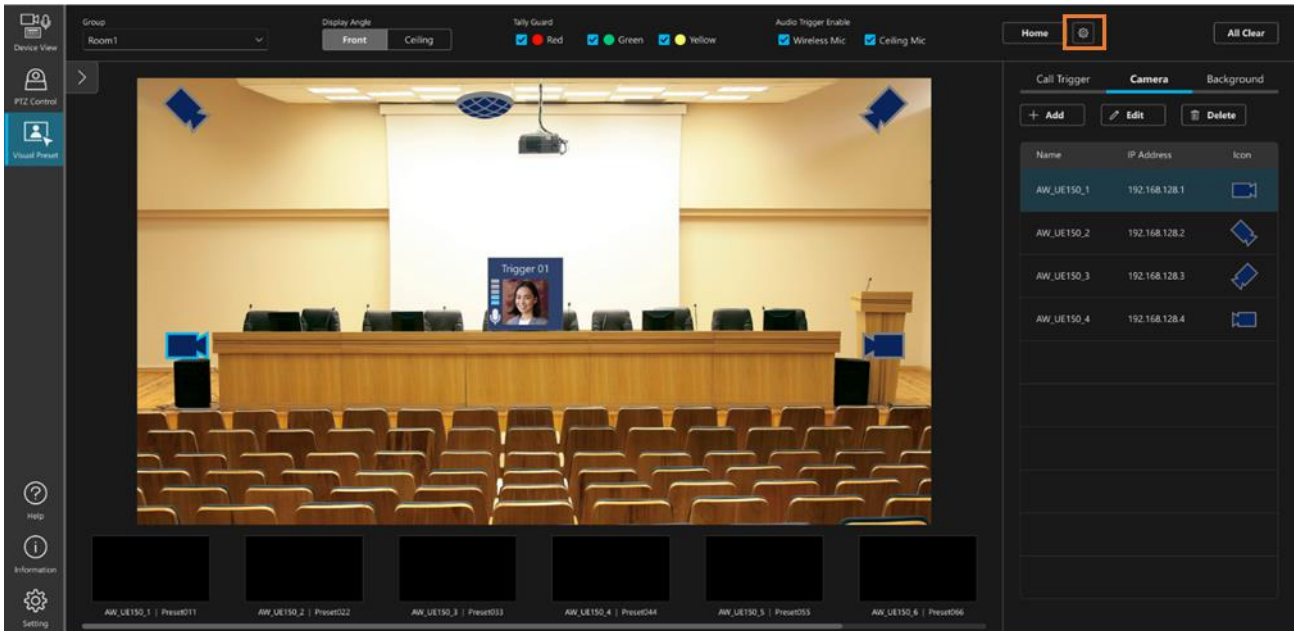 Device View
PTZ Control
Visual Preset
Help
Information
Setting
Group
Room1
Display Angle
Front Ceiling
Tally Guard
Red Green Yellow
Audio Trigger Enable
Wireless Mic Ceiling Mic
Home
All Clear
Trigger 01
AW_UE150_1 | Preset011
AW_UE150_2 | Preset022
AW_UE150_3 | Preset033
AW_UE150_4 | Preset044
AW_UE150_5 | Preset055
AW_UE150_6 | Preset066
Call Trigger Camera Background
+ Add Edit Delete
Name IP Address Icon
AW_UE150_1 192.168.128.1
AW_UE150_2 192.168.128.2
AW_UE150_3 192.168.128.3
AW_UE150_4 192.168.128.4